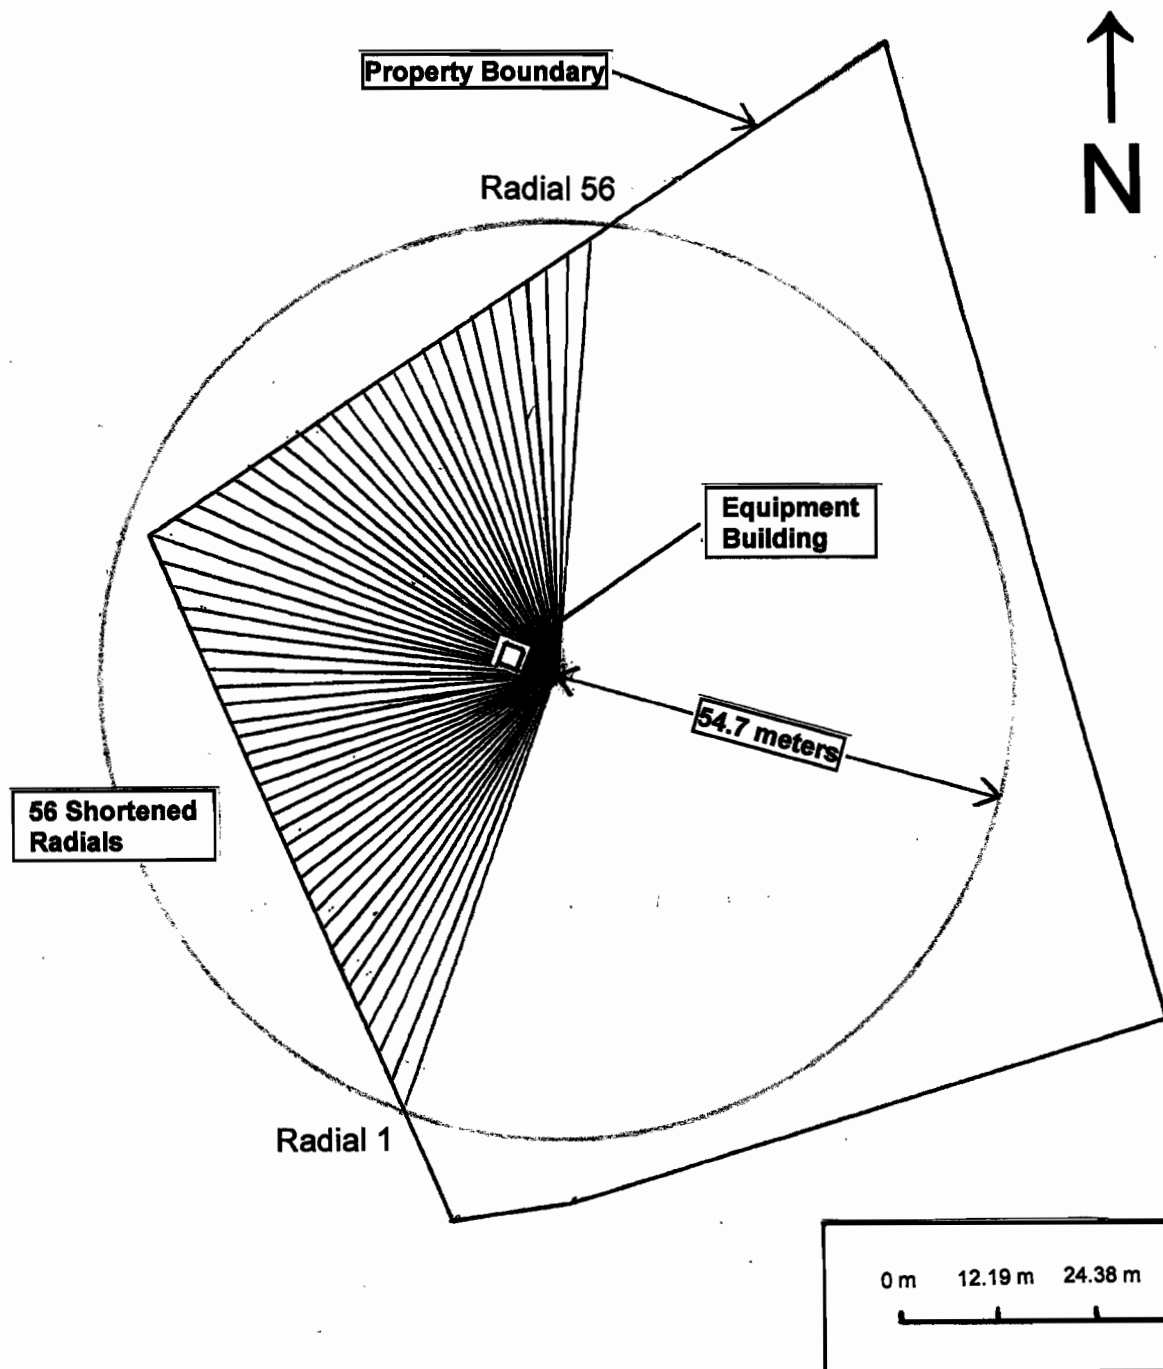 Property Boundary
N
Radial 56
Equipment
Building
54.7 meters
56 Shortened
Radials
Radial 1
0 m 12.19 m 24.38 m